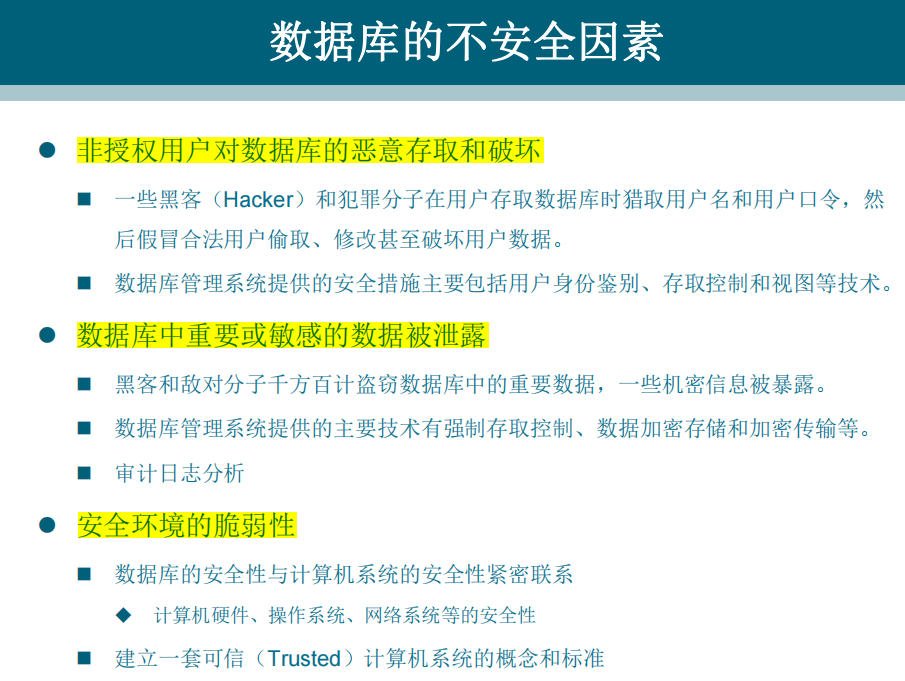 数据库的不安全因素
非授权用户对数据库的恶意存取和破坏
一些黑客（Hacker）和犯罪分子在用户存取数据库时猎取用户名和用户口令，然
后假冒合法用户偷取、修改甚至破坏用户数据。
数据库管理系统提供的安全措施主要包括用户身份鉴别、存取控制和视图等技术。
数据库中重要或敏感的数据被泄露
黑客和敌对分子千方百计盗窃数据库中的重要数据，一些机密信息被暴露。
数据库管理系统提供的主要技术有强制存取控制、数据加密存储和加密传输等。
审计日志分析
安全环境的脆弱性
数据库的安全性与计算机系统的安全性紧密联系
计算机硬件、操作系统、网络系统等的安全性
建立一套可信（Trusted）计算机系统的概念和标准